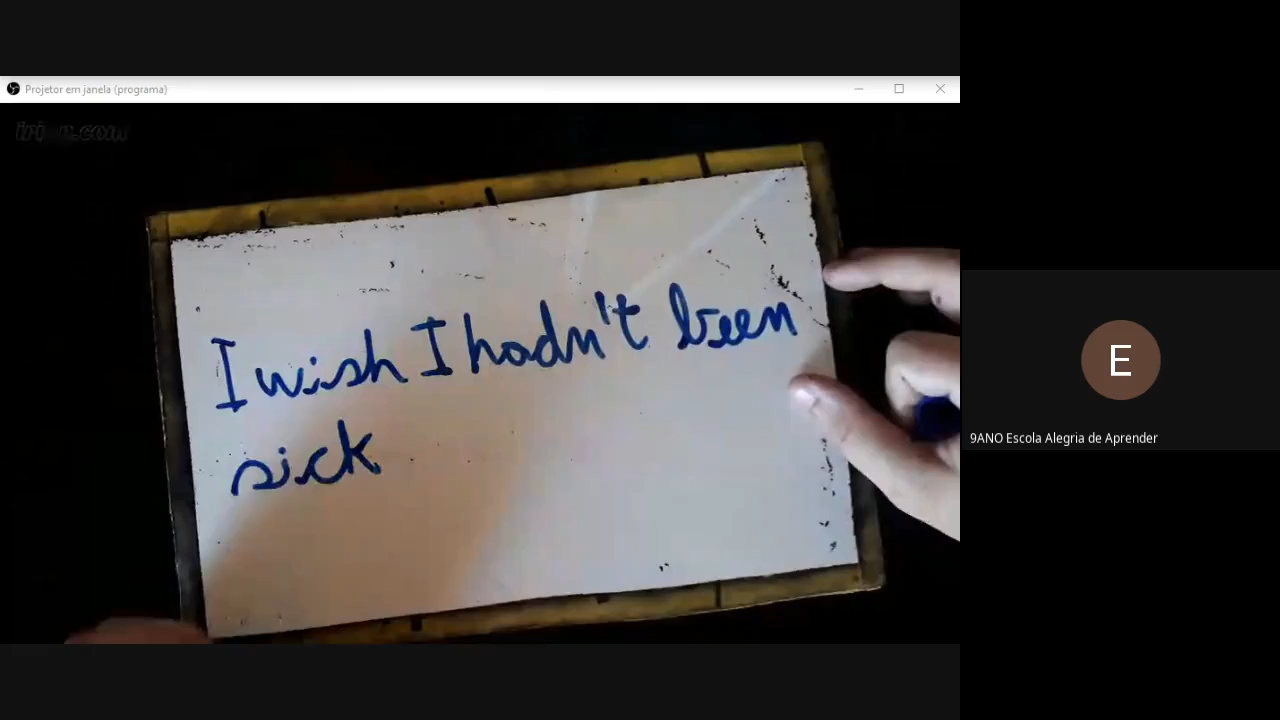 Projetor em janela (programa)
I wish I hadn't been
sick
E
9ANO Escola Alegria de Aprender